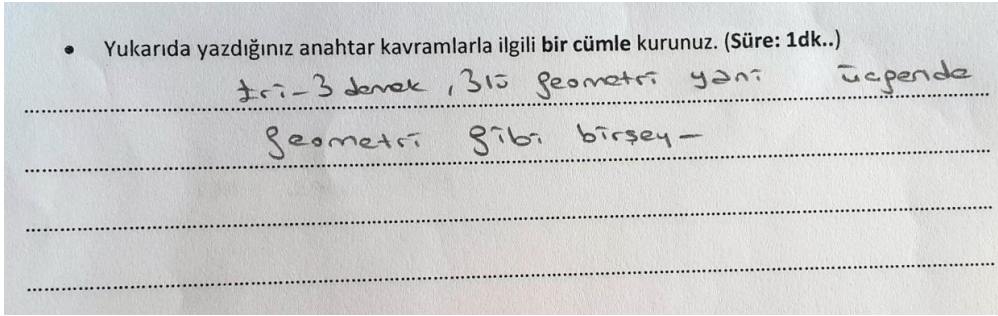 • Yukarıda yazdığınız anahtar kavramlarla ilgili bir cümle kurunuz. (Süre: 1dk..)
tri-3 demek, 3lü geometri yani üçgende
geometri gibi birşey-